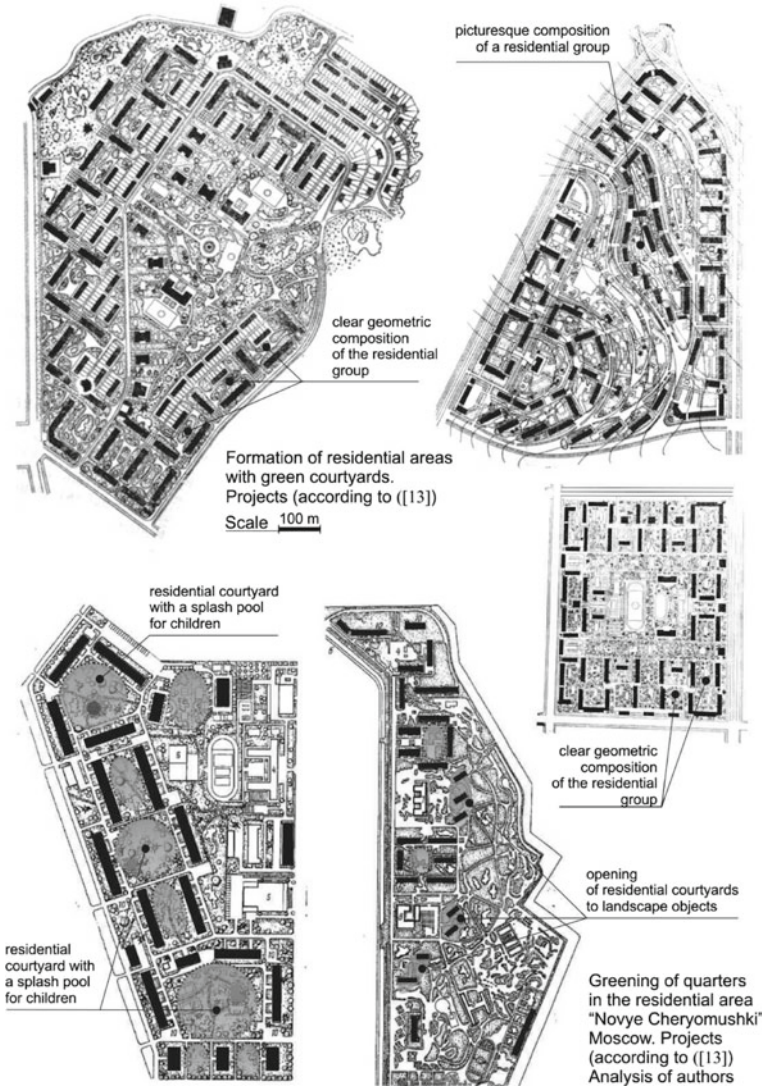 picturesque composition
of a residential group
clear geometric
composition
of the residential
group
Formation of residential areas
with green courtyards.
Projects (according to ([13])
Scale 100 m
residential courtyard
with a splash pool
for children
clear geometric
composition
of the residential
group
opening
of residential courtyards
to landscape objects
residential
courtyard with
a splash pool
for children
Greening of quarters
in the residential area
“Novye Cheryomushki”
Moscow. Projects
(according to ([13])
Analysis of authors